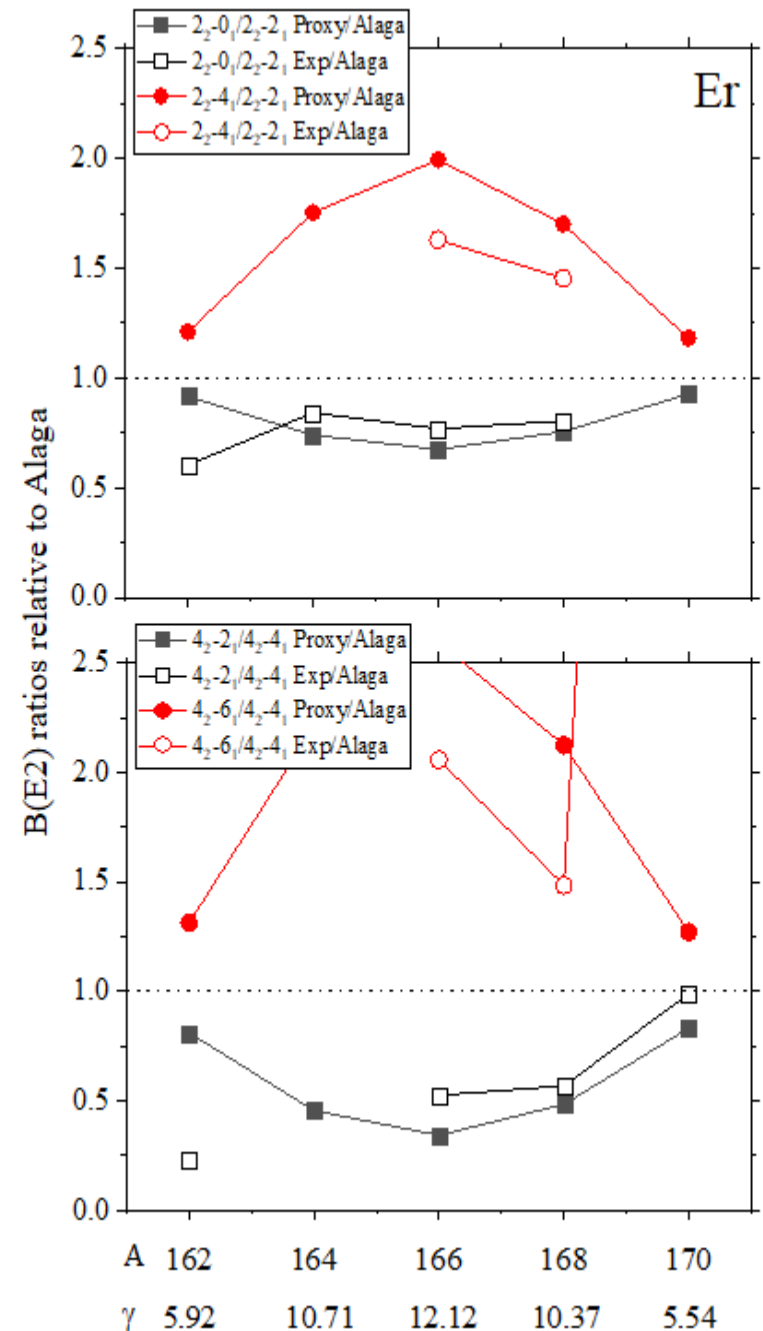 2₂-0₁/2₂-2₁ Proxy/Alaga
2₂-0₁/2₂-2₁ Exp/Alaga
2₂-4₁/2₂-2₁ Proxy/Alaga
2₂-4₁/2₂-2₁ Exp/Alaga
Er
2.5
2.0
1.5
1.0
0.5
0.0
B(E2) ratios relative to Alaga
4₂-2₁/4₂-4₁ Proxy/Alaga
4₂-2₁/4₂-4₁ Exp/Alaga
4₂-6₁/4₂-4₁ Proxy/Alaga
4₂-6₁/4₂-4₁ Exp/Alaga
2.5
2.0
1.5
1.0
0.5
0.0
A 162 164 166 168 170
γ 5.92 10.71 12.12 10.37 5.54